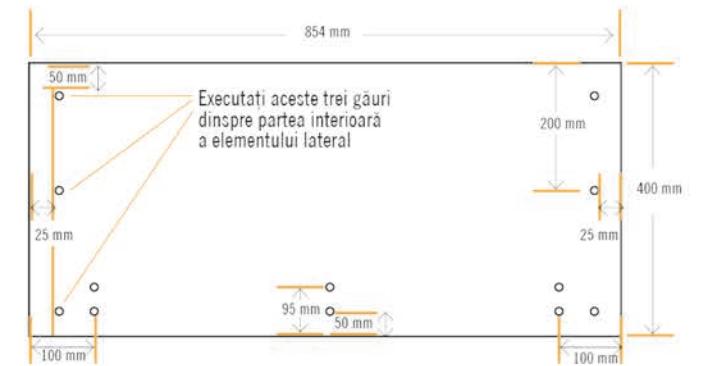 854 mm
50 mm
Executați aceste trei găuri
dinspre partea interioară
a elementului lateral
200 mm
400 mm
25 mm
25 mm
95 mm
50 mm
100 mm
100 mm